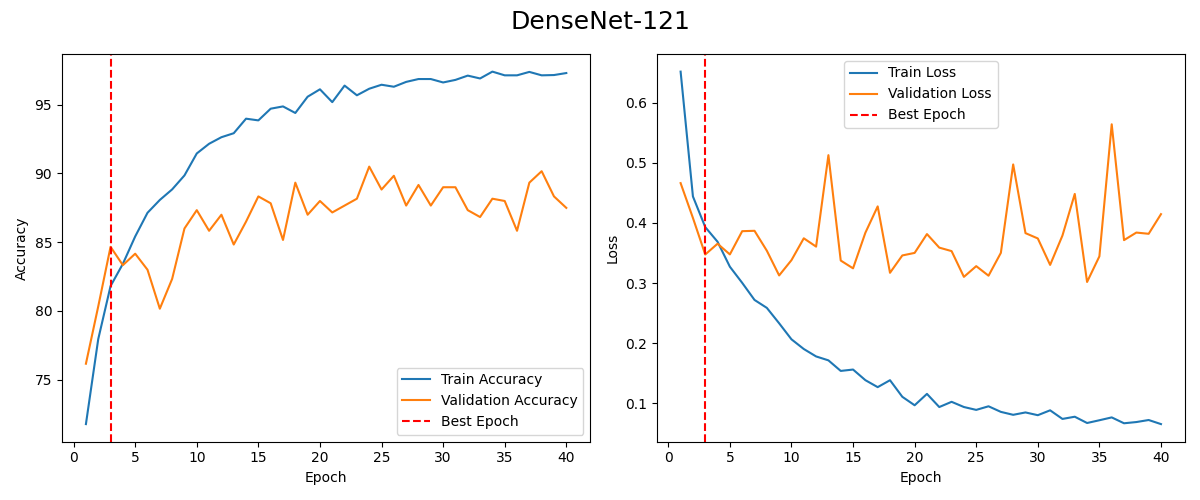 DenseNet-121
Accuracy
95
90
85
80
75
0 5 10 15 20 25 30 35 40
Epoch
Train Accuracy
Validation Accuracy
Best Epoch
Loss
0.6
0.5
0.4
0.3
0.2
0.1
0 5 10 15 20 25 30 35 40
Epoch
Train Loss
Validation Loss
Best Epoch